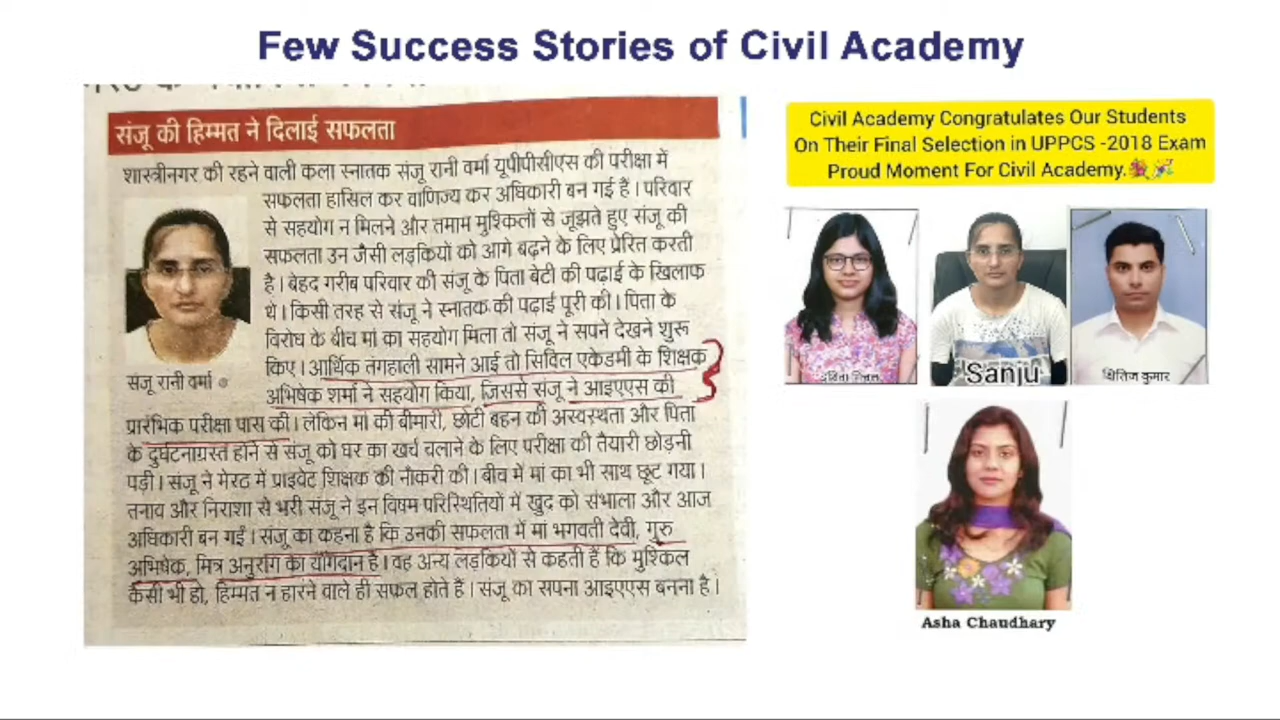 Few Success Stories of Civil Academy
संजू की हिम्मत ने दिलाई सफलता
शास्त्रीनगर की रहने वाली कला स्नातक संजू रानी वर्मा यूपीपीसीएस की परीक्षा में
सफलता हासिल कर वाणिज्य कर अधिकारी बन गई हैं। परिवार
से सहयोग न मिलने और तमाम मुश्किलों से जूझते हुए संजू की
सफलता उन जैसी लड़कियों को आगे बढ़ने के लिए प्रेरित करती
है। बेहद गरीब परिवार की संजू के पिता बेटी की पढ़ाई के खिलाफ
थे। किसी तरह से संजू ने स्नातक की पढ़ाई पूरी की। पिता के
विरोध के बीच मां का सहयोग मिला तो संजू ने सपने देखने शुरू
किए। आर्थिक तंगहाली सामने आई तो सिविल एकेडमी के शिक्षक
अभिषेक शर्मा ने सहयोग किया, जिससे संजू ने आइएएस की
संजू रानी वर्मा
प्रारंभिक परीक्षा पास की। लेकिन मां की बीमारी, छोटी बहन की अस्वस्थता और पिता
के दुर्घटनाग्रस्त होने से संजू को घर का खर्च चलाने के लिए परीक्षा की तैयारी छोड़नी
पड़ी। संजू ने मेरठ में प्राइवेट शिक्षक की नौकरी की। बीच में मां का भी साथ छूट गया।
तनाव और निराशा से भरी संजू ने इन विषम परिस्थितियों में खुद को संभाला और आज
अधिकारी बन गईं। संजू का कहना है कि उनकी सफलता में मां भगवती देवी, गुरु
अभिषेक, मित्र अनुराग का योगदान है। वह अन्य लड़कियों से कहती हैं कि मुश्किल
कैसी भी हो, हिम्मत न हारने वाले ही सफल होते हैं। संजू का सपना आइएएस बनना है।
Civil Academy Congratulates Our Students
On Their Final Selection in UPPCS -2018 Exam
Proud Moment For Civil Academy.
Sanju
क्षितिज कुमार
Asha Chaudhary